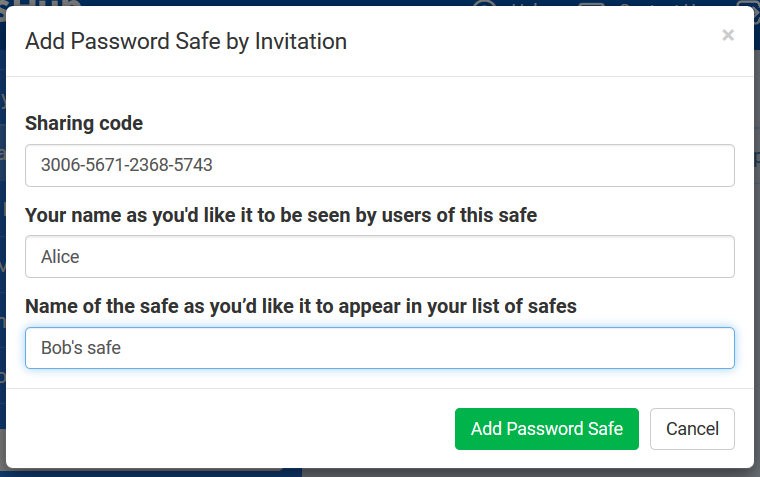 Add Password Safe by Invitation
×
Sharing code
3006-5671-2368-5743
Your name as you'd like it to be seen by users of this safe
Alice
Name of the safe as you’d like it to appear in your list of safes
Bob's safe
Add Password Safe
Cancel